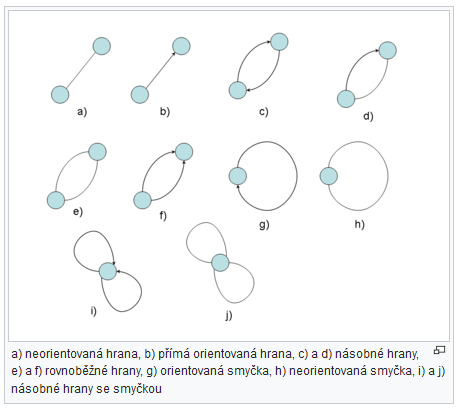 a)
b)
c)
d)
e)
f)
g)
h)
i)
j)
a) neorientovaná hrana, b) přímá orientovaná hrana, c) a d) násobné hrany,
e) a f) rovnoběžné hrany, g) orientovaná smyčka, h) neorientovaná smyčka, i) a j)
násobné hrany se smyčkou